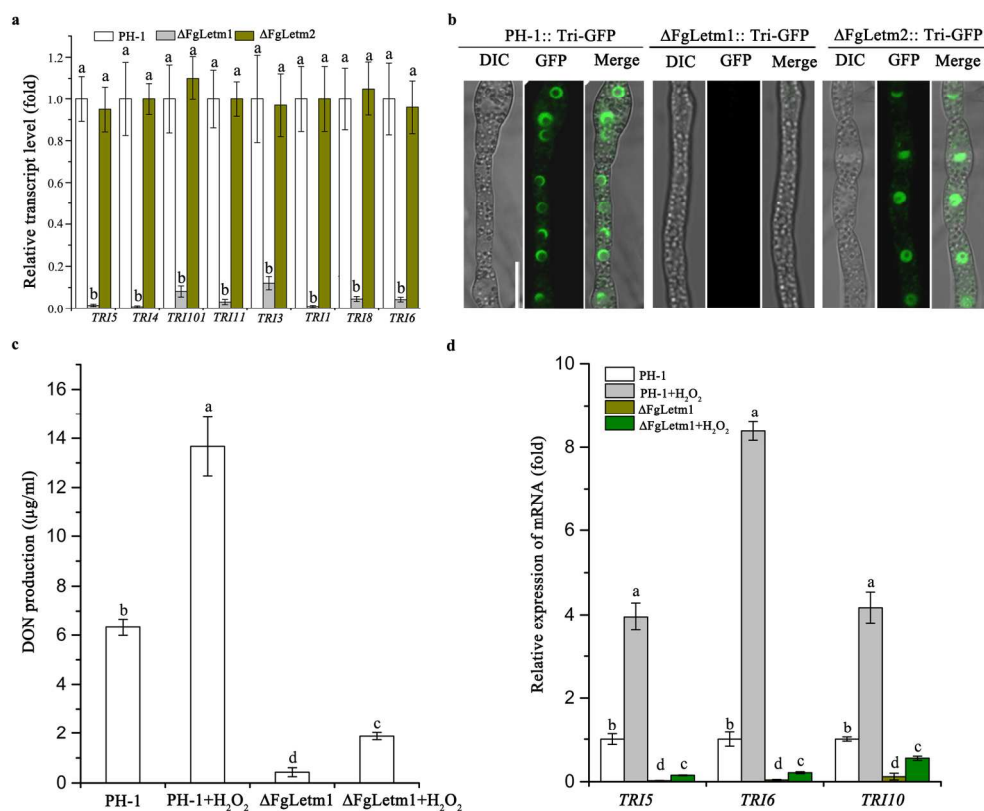 a
PH-1 ΔFgLetm1 ΔFgLetm2
Relative transcript level (fold)
1.2
1.0
0.8
0.6
0.4
0.2
0.0
a a a a a a a a a a a a a a a a
b b b b b b b b
TRI5 TRI4 TRI101 TRI11 TRI3 TRI1 TRI8 TRI6
b
PH-1:: Tri-GFP ΔFgLetm1:: Tri-GFP ΔFgLetm2:: Tri-GFP
DIC GFP Merge DIC GFP Merge DIC GFP Merge
c
DON production ((μg/ml)
16
14
12
10
8
6
4
2
0
b a d c
PH-1 PH-1+H₂O₂ ΔFgLetm1 ΔFgLetm1+H₂O₂
d
PH-1
PH-1+H₂O₂
ΔFgLetm1
ΔFgLetm1+H₂O₂
Relative expression of mRNA (fold)
10
8
6
4
2
0
b a d c b a d c b a d c
TRI5 TRI6 TRI10